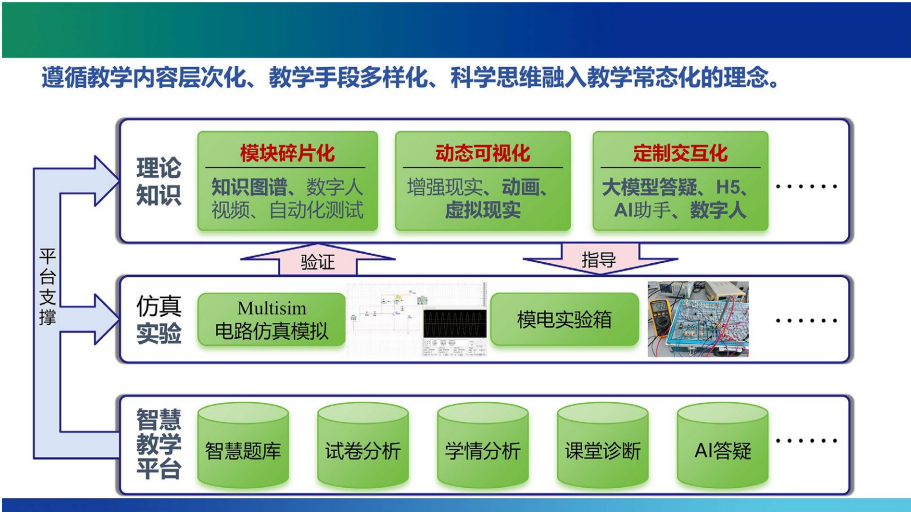 遵循教学内容层次化、教学手段多样化、科学思维融入教学常态化的理念。
理论
知识
模块碎片化
知识图谱、数字人
视频、自动化测试
动态可视化
增强现实、动画、
虚拟现实
定制交互化
大模型答疑、H5、
AI助手、数字人
······
平台支撑
验证
指导
仿真
实验
Multisim
电路仿真模拟
模电实验箱
······
智慧
教学
平台
智慧题库
试卷分析
学情分析
课堂诊断
AI答疑
······